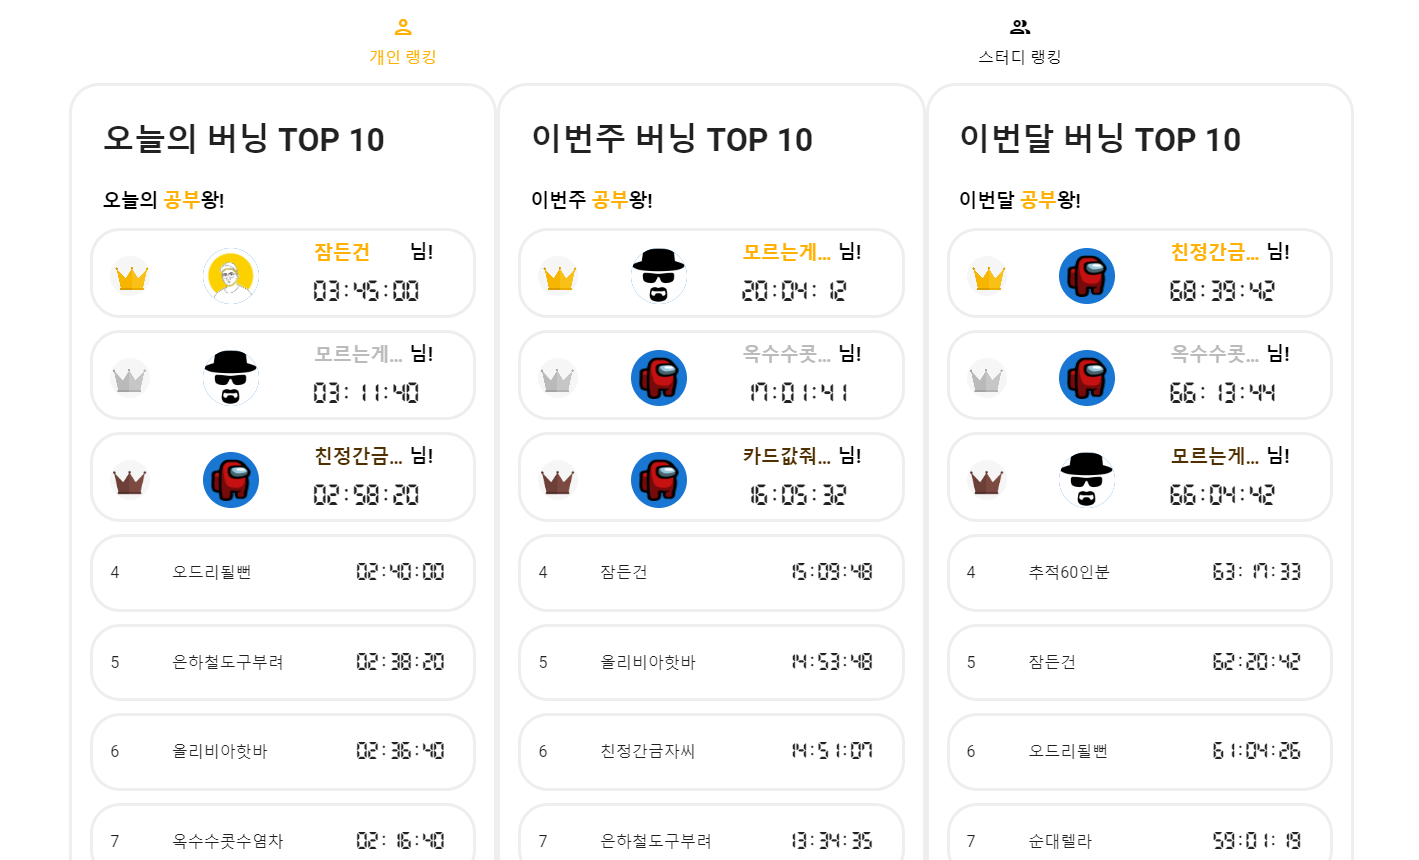 개인 랭킹
스터디 랭킹
오늘의 버닝 TOP 10
오늘의 공부왕!
잠든건 님!
03:45:00
모르는게... 님!
03:11:40
친정간금... 님!
02:58:20
4 오드리될뻔 02:40:00
5 은하철도구부려 02:38:20
6 올리비아핫바 02:36:40
7 옥수수콧수염차 02:16:40
이번주 버닝 TOP 10
이번주 공부왕!
모르는게... 님!
20:04:12
옥수수콧... 님!
17:01:41
카드값줘... 님!
16:05:32
4 잠든건 15:09:48
5 올리비아핫바 14:53:48
6 친정간금자씨 14:51:07
7 은하철도구부려 13:34:35
이번달 버닝 TOP 10
이번달 공부왕!
친정간금... 님!
68:39:42
옥수수콧... 님!
66:13:44
모르는게... 님!
66:04:42
4 추적60인분 63:17:33
5 잠든건 62:20:42
6 오드리될뻔 61:04:26
7 순대렐라 59:01:19